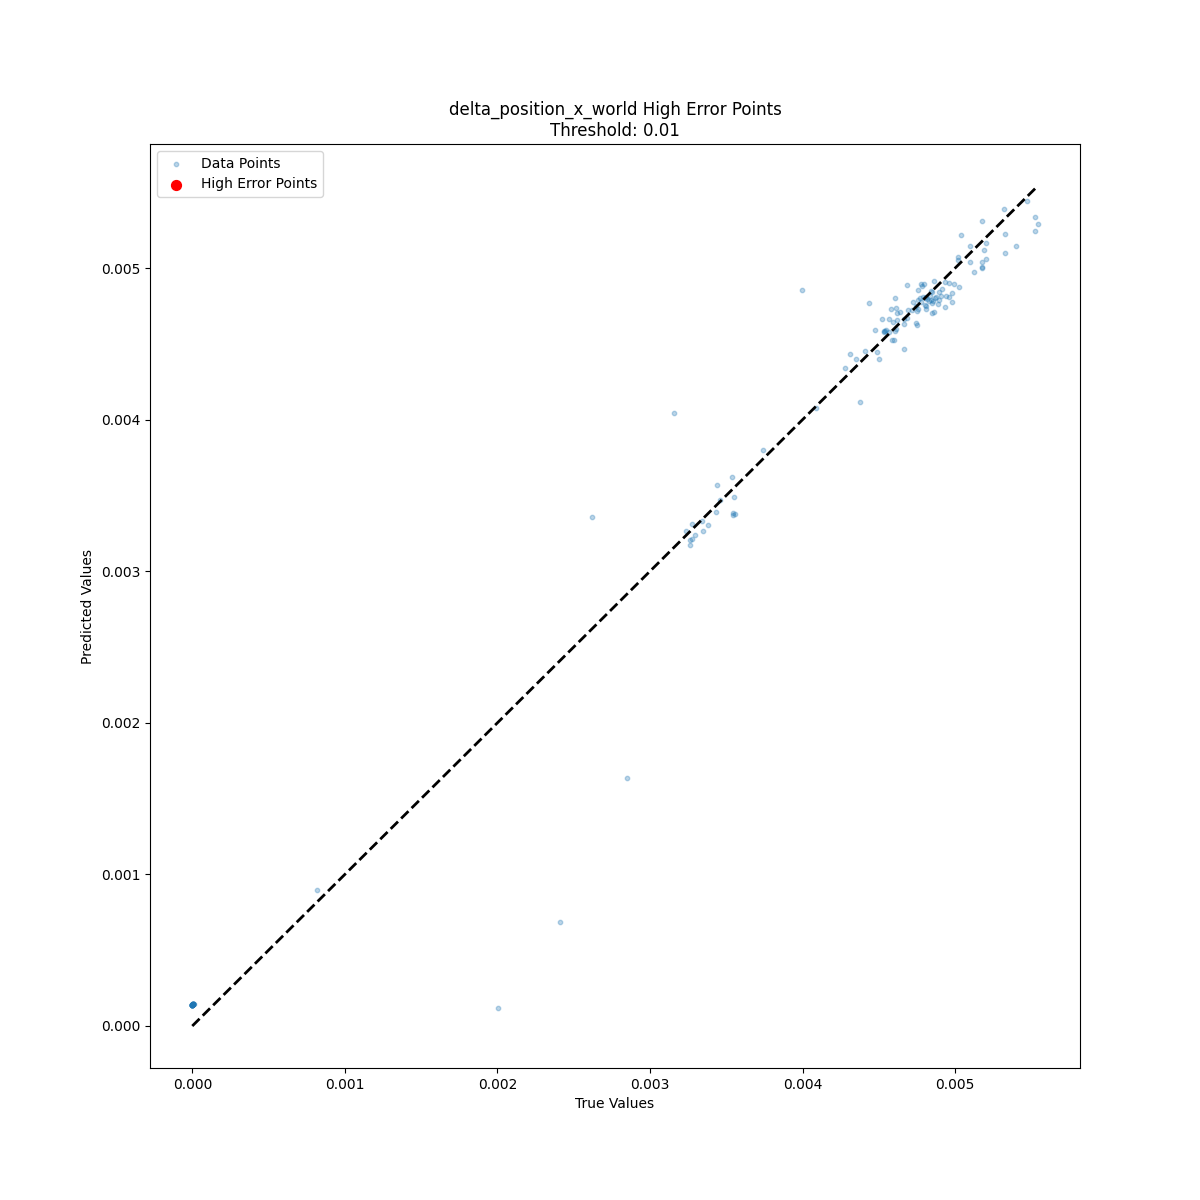 delta_position_x_world High Error Points
Threshold: 0.01
Data Points
High Error Points
0.005
0.004
0.003
0.002
0.001
0.000
Predicted Values
0.000 0.001 0.002 0.003 0.004 0.005
True Values